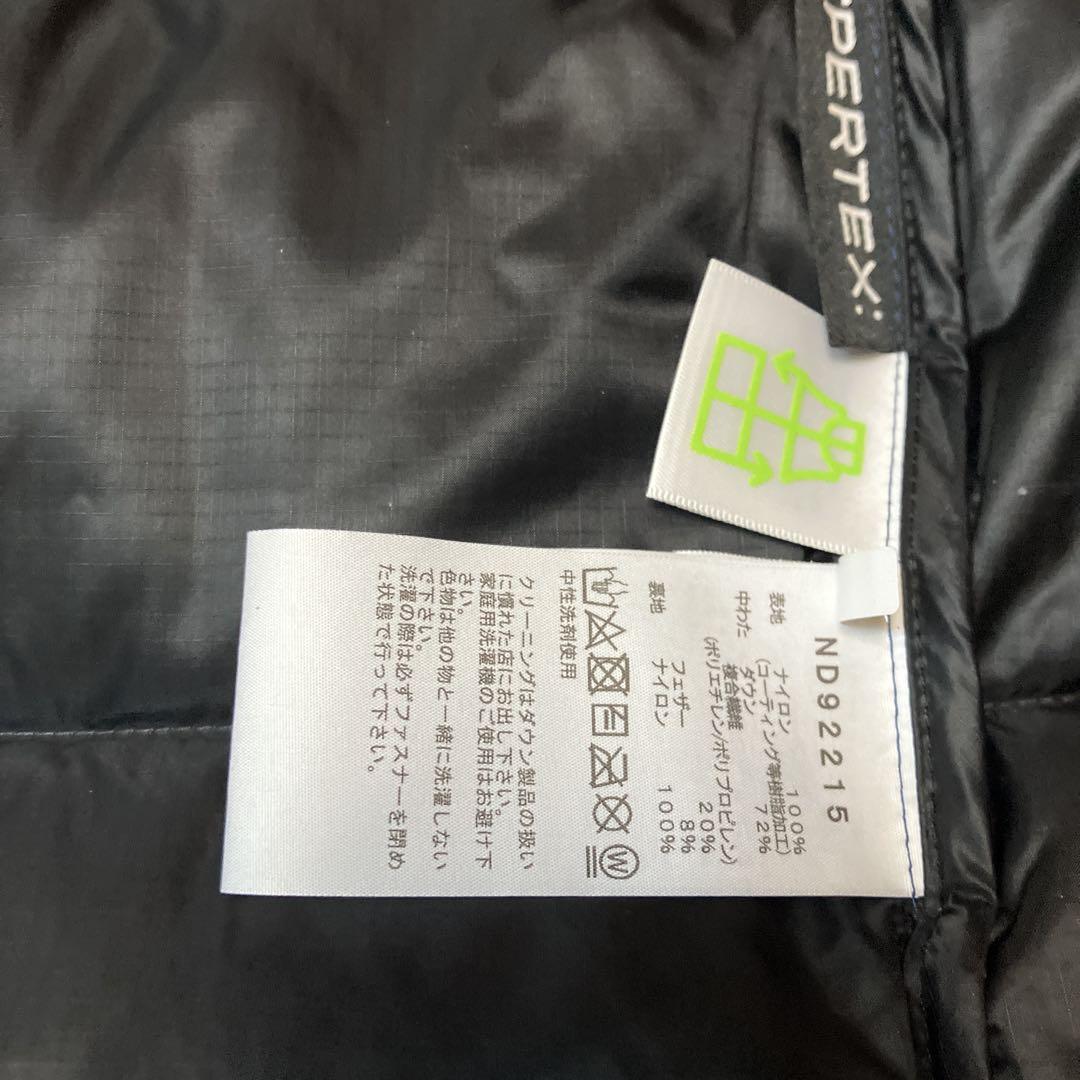 PERTEX:
ND92215
表地 ナイロン 100%
(コーティング等樹脂加工)
中わた ダウン 72%
複合繊維 20%
(ポリエチレン/ポリプロピレン)
フェザー 8%
裏地 ナイロン 100%
W
中性洗剤使用
クリーニングはダウン製品の扱い
に慣れた店にお出し下さい。
家庭用洗濯機のご使用はお避け下
さい。
色物は他の物と一緒に洗濯しない
で下さい。
洗濯の際は必ずファスナーを閉め
た状態で行って下さい。